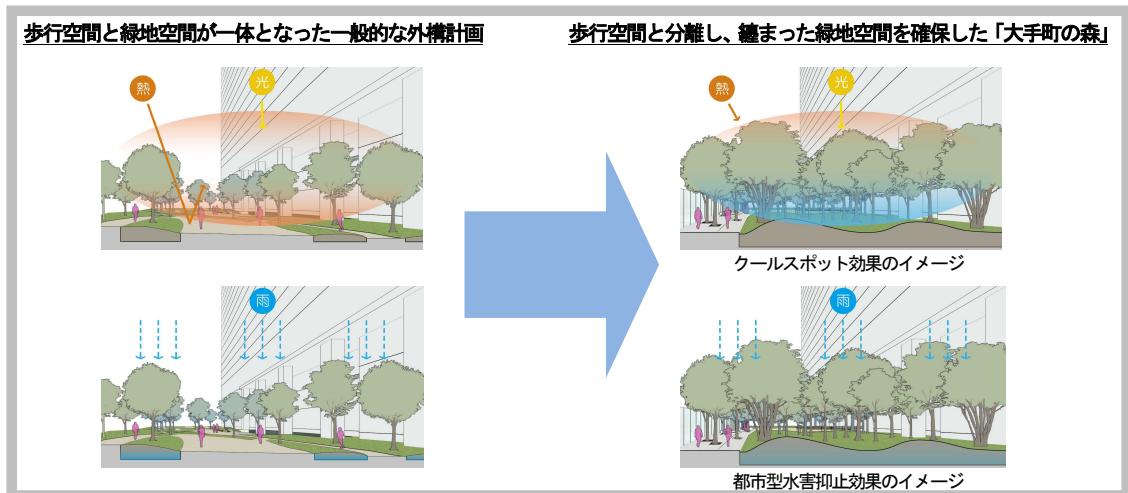 歩行空間と緑地空間が一体となった一般的な外構計画
歩行空間と分離し、纏まった緑地空間を確保した「大手町の森」
熱
光
熱
光
クールスポット効果のイメージ
雨
雨
都市型水害抑止効果のイメージ